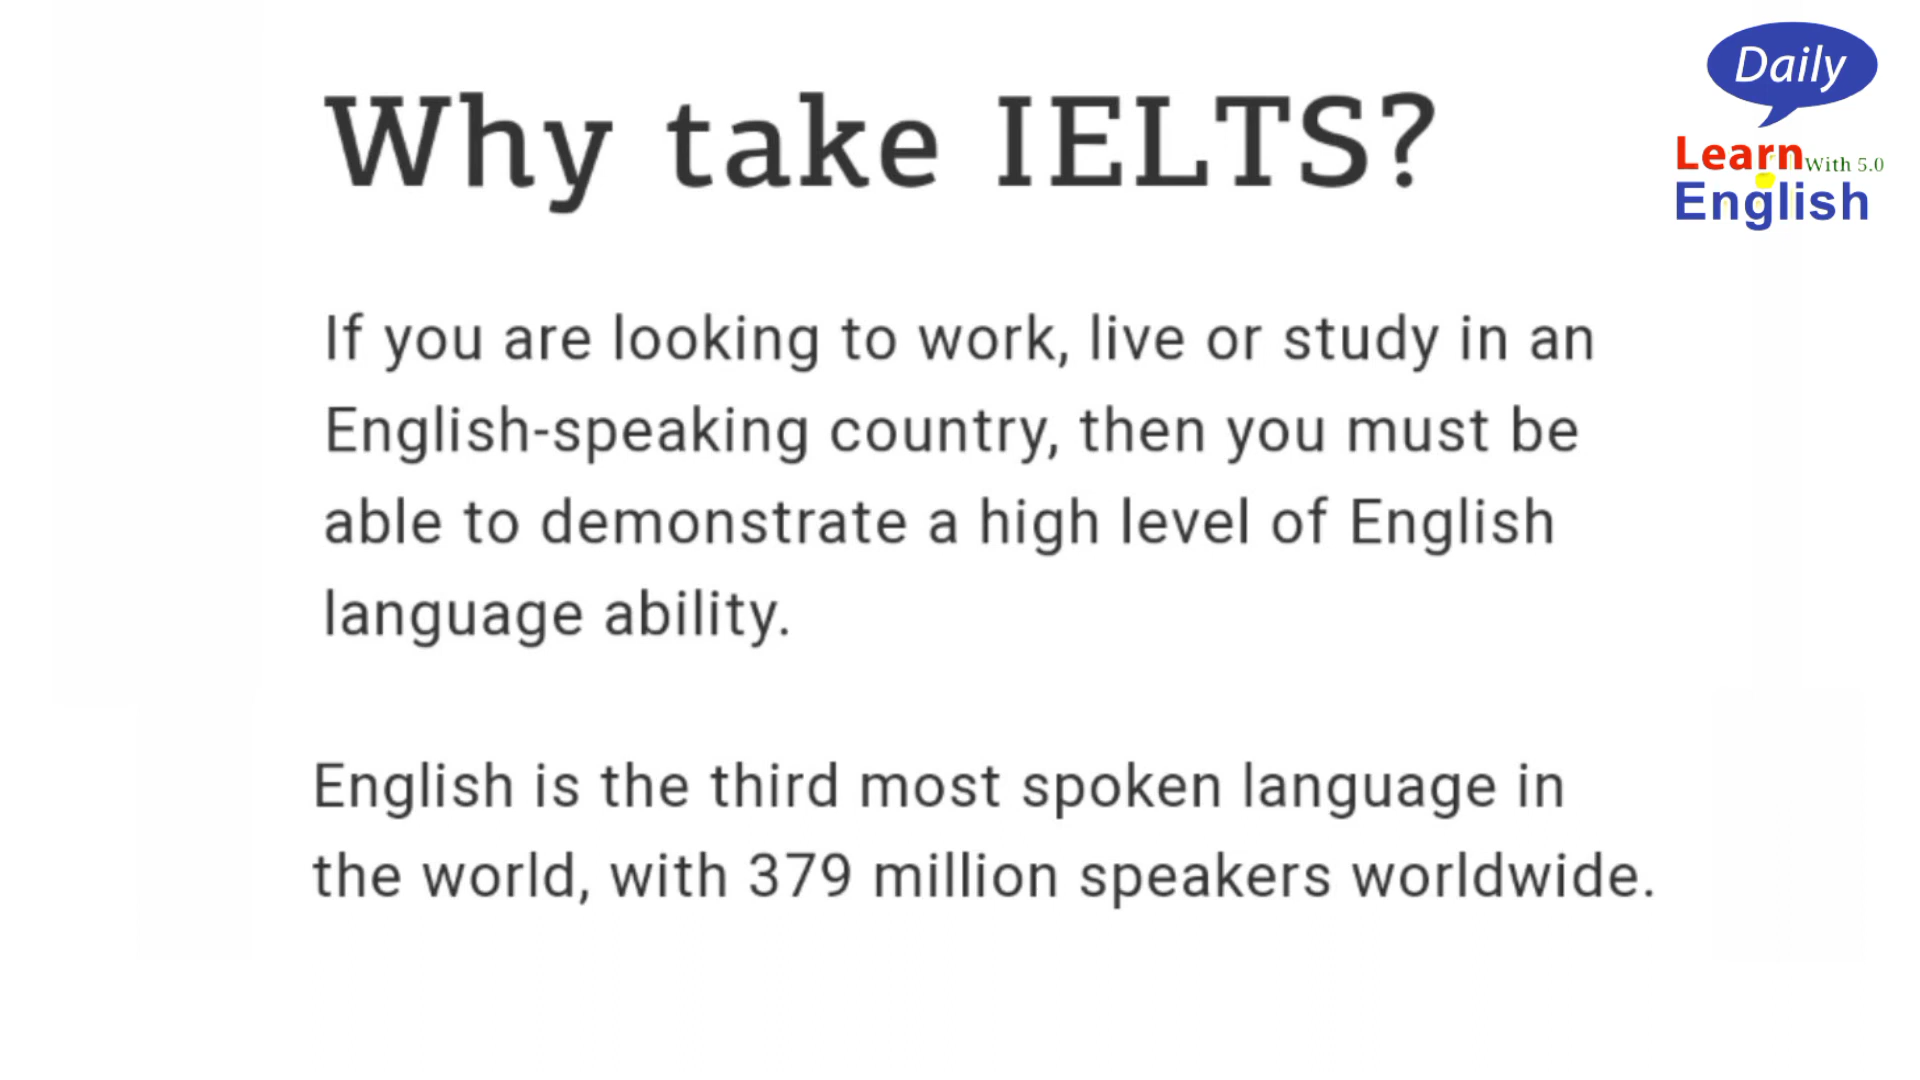 Why take IELTS?
Daily
Learn With 5.0
English
If you are looking to work, live or study in an
English-speaking country, then you must be
able to demonstrate a high level of English
language ability.
English is the third most spoken language in
the world, with 379 million speakers worldwide.